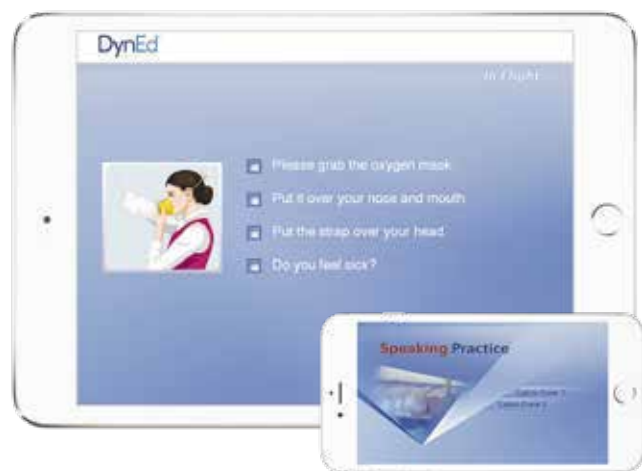 DynEd
In Flight
Please grab the oxygen mask
Put it over your nose and mouth
Put the strap over your head
Do you feel sick?
Speaking Practice